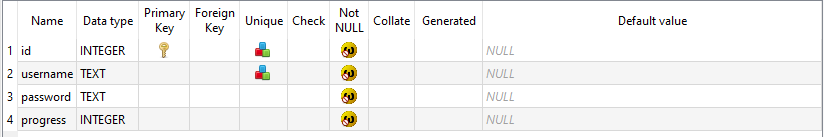 Name Data type Primary Key Foreign Key Unique Check Not NULL Collate Generated Default value
1 id INTEGER NULL
2 username TEXT NULL
3 password TEXT NULL
4 progress INTEGER NULL